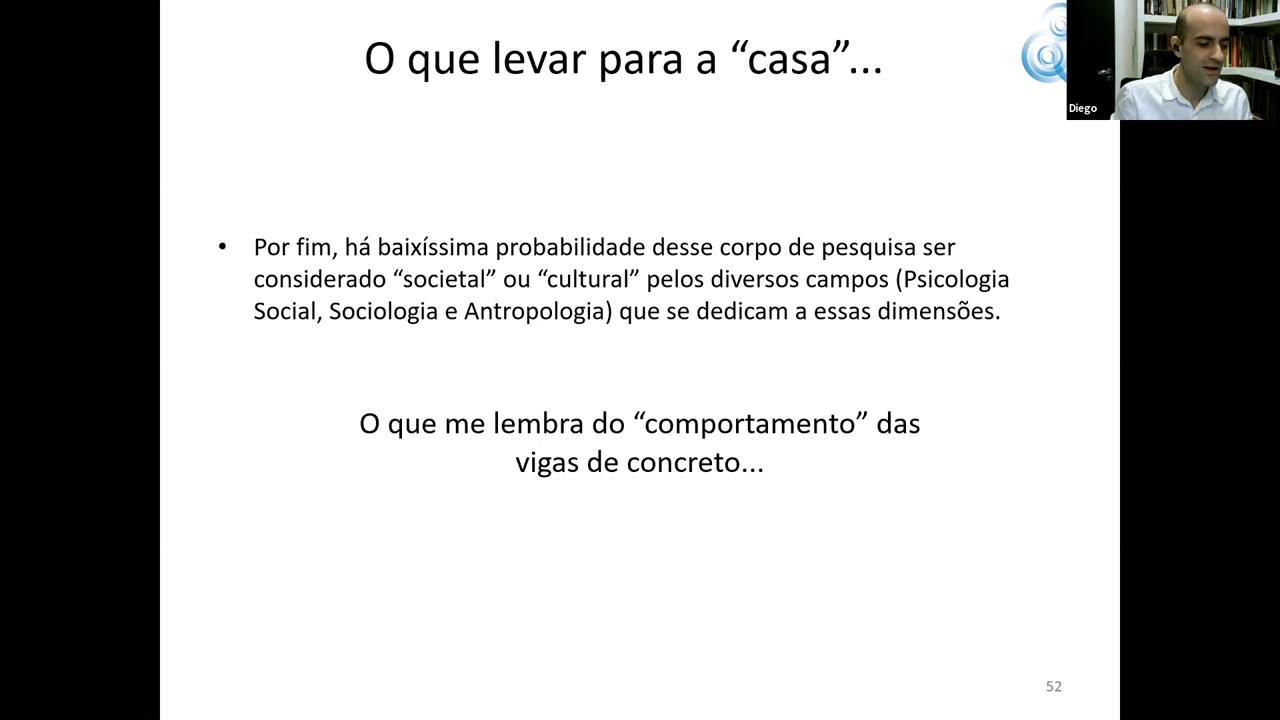 O que levar para a “casa”...
Diego
• Por fim, há baixíssima probabilidade desse corpo de pesquisa ser
considerado “societal” ou “cultural” pelos diversos campos (Psicologia
Social, Sociologia e Antropologia) que se dedicam a essas dimensões.
O que me lembra do “comportamento” das
vigas de concreto...
52